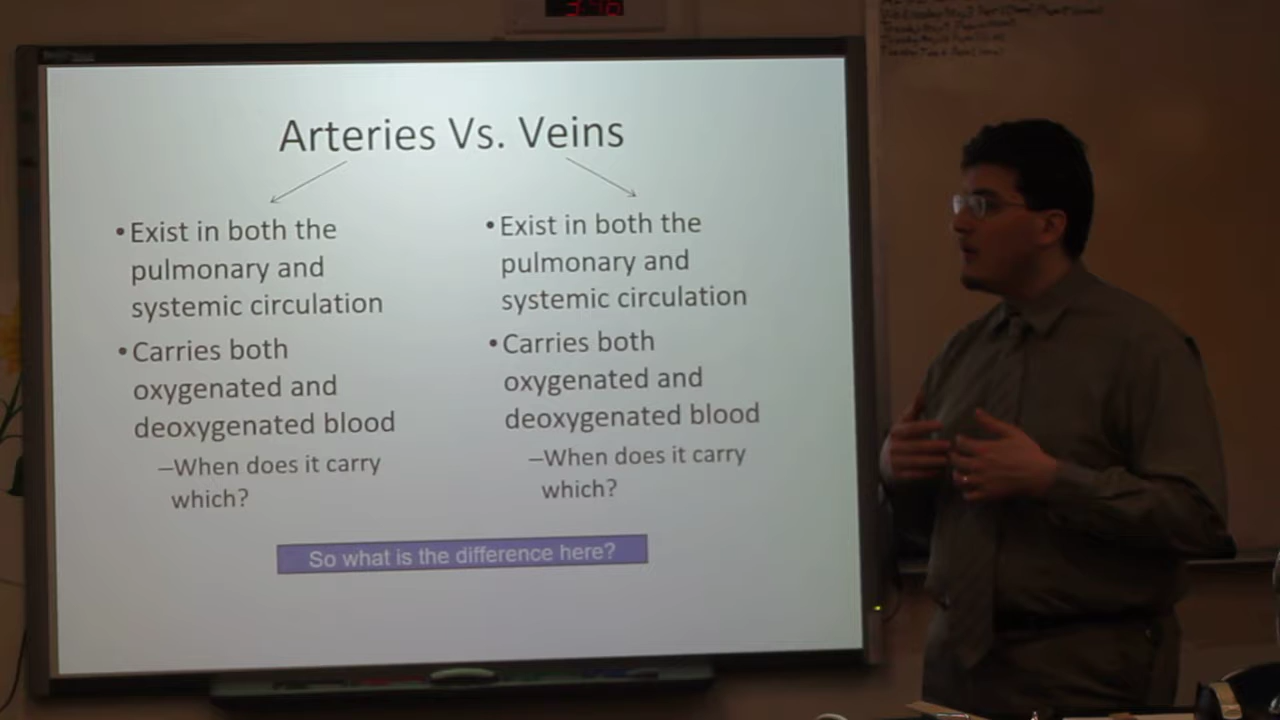 Arteries Vs. Veins
•Exist in both the
pulmonary and
systemic circulation
•Carries both
oxygenated and
deoxygenated blood
–When does it carry
which?
•Exist in both the
pulmonary and
systemic circulation
•Carries both
oxygenated and
deoxygenated blood
–When does it carry
which?
So what is the difference here?